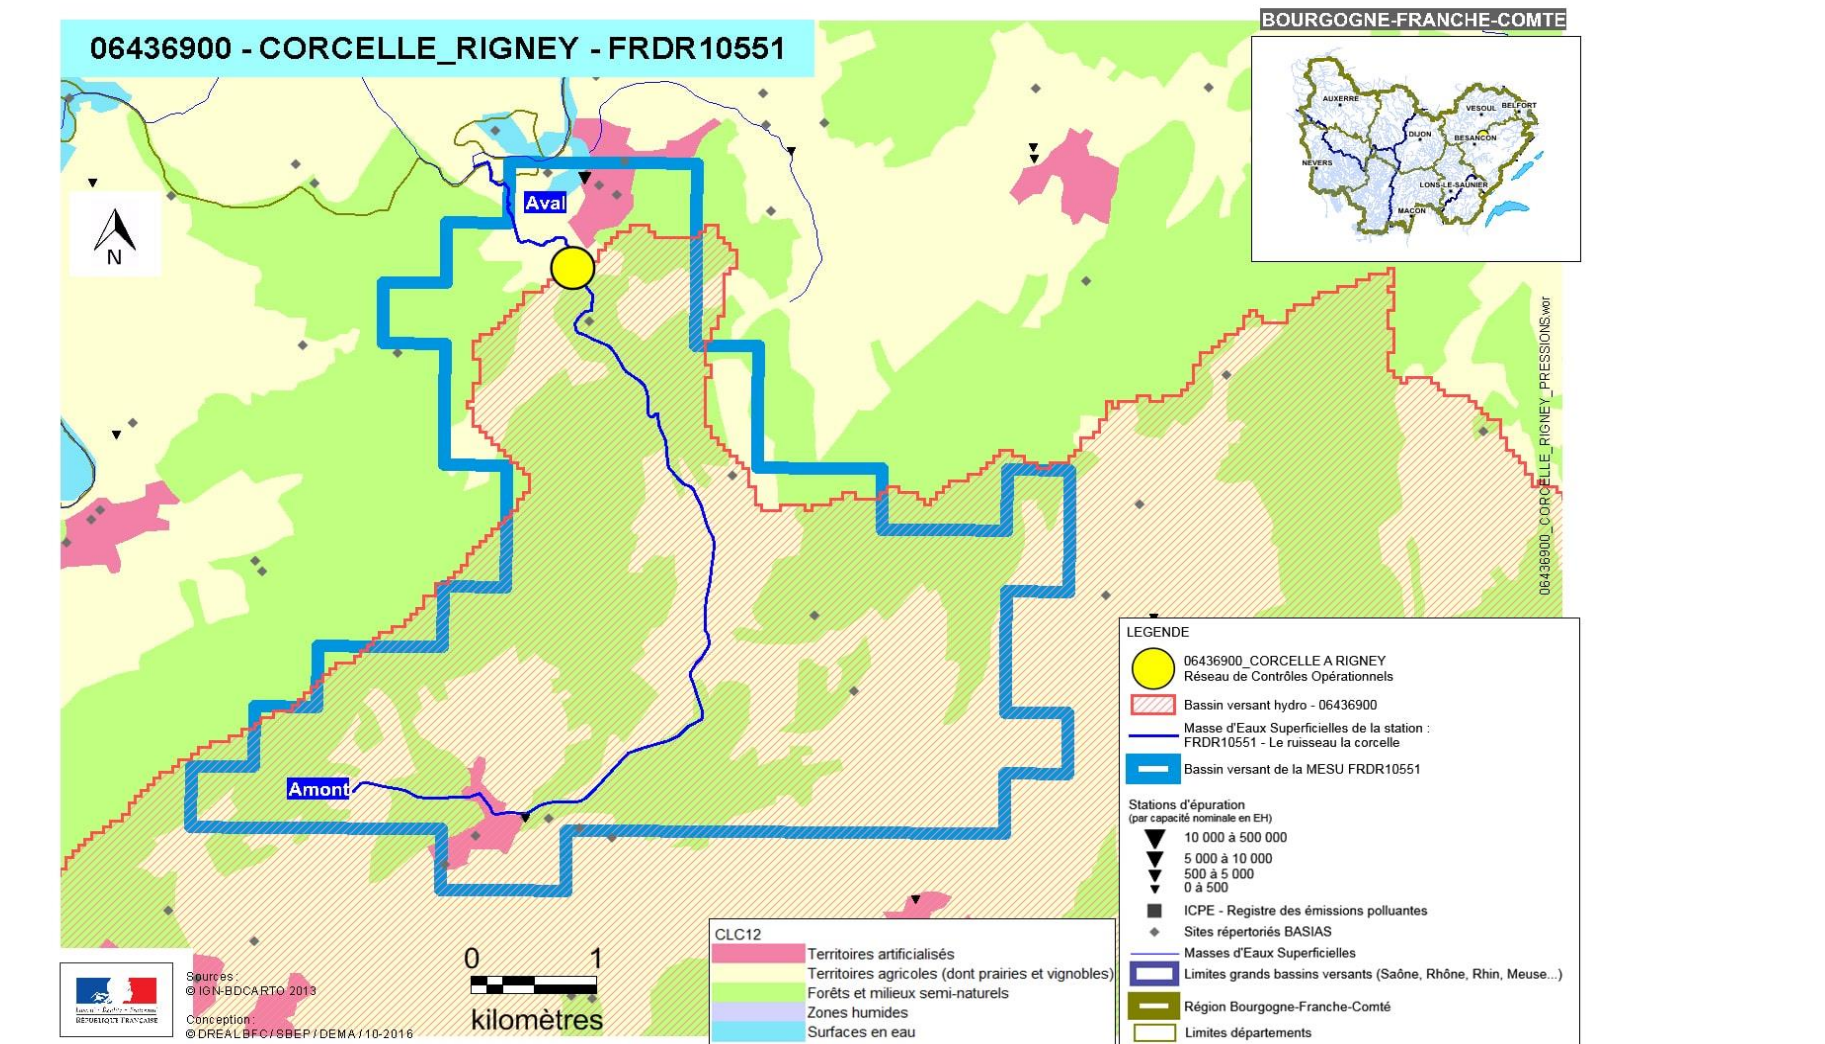 06436900 - CORCELLE_RIGNEY - FRDR10551
BOURGOGNE-FRANCHE-COMTE
AUXERRE
VESOUL
BELFORT
DIJON
BESANCON
NEVERS
LONS-LE-SAUNIER
MACON
N
Aval
Amont
06436900_CORCELLE_RIGNEY_PRESSIONS.wor
LEGENDE
06436900_CORCELLE A RIGNEY
Réseau de Contrôles Opérationnels
Bassin versant hydro - 06436900
Masse d'Eaux Superficielles de la station :
FRDR10551 - Le ruisseau la corcelle
Bassin versant de la MESU FRDR10551
Stations d'épuration
(par capacité nominale en EH)
10 000 à 500 000
5 000 à 10 000
500 à 5 000
0 à 500
ICPE - Registre des émissions polluantes
Sites répertoriés BASIAS
Masses d'Eaux Superficielles
Limites grands bassins versants (Saône, Rhône, Rhin, Meuse...)
Région Bourgogne-Franche-Comté
Limites départements
CLC12
Territoires artificialisés
Territoires agricoles (dont prairies et vignobles)
Forêts et milieux semi-naturels
Zones humides
Surfaces en eau
0 1
kilomètres
RÉPUBLIQUE FRANÇAISE
Sources :
© IGN-BDCARTO 2013
Conception :
© DREAL BFC / SBEP / DEMA / 10-2016